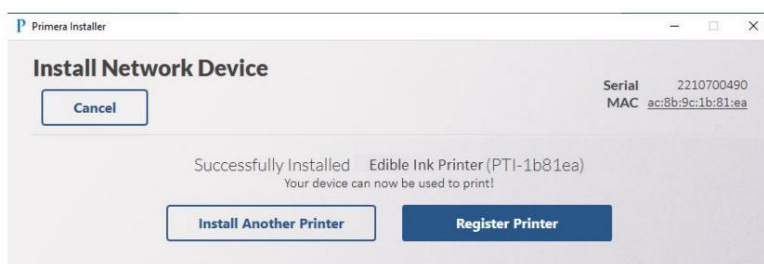 Primera Installer
Install Network Device
Cancel
Serial 2210700490
MAC ac:8b:9c:1b:81:ea
Successfully Installed Edible Ink Printer (PTI-1b81ea)
Your device can now be used to print!
Install Another Printer
Register Printer